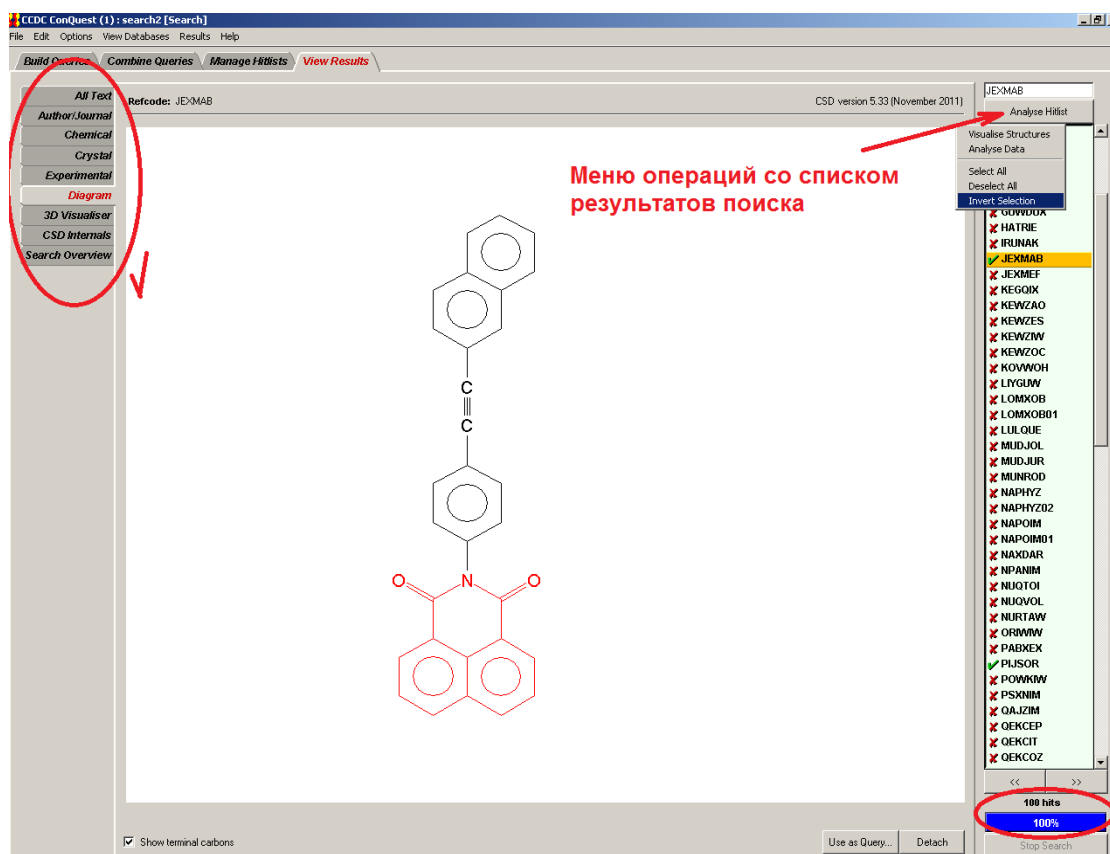 CCDC ConQuest (1) : search2 [Search]
File Edit Options View Databases Results Help
Build Queries Combine Queries Manage Hitlists View Results
All Text
Author/Journal
Chemical
Crystal
Experimental
Diagram
3D Visualiser
CSD Internals
Search Overview
Refcode: JEXMAB
CSD version 5.33 (November 2011)
JEXMAB
Analyse Hitlist
Visualise Structures
Analyse Data
Select All
Deselect All
Invert Selection
Меню операций со списком
результатов поиска
C
C
O N O
GUWDUX
HATRIE
IRUNAK
JEXMAB
JEXMEF
KEGQIX
KEWZAO
KEWZES
KEWZIW
KEWZOC
KOVWOH
LIYGUW
LOMXOB
LOMXOB01
LULQUE
MUDJOL
MUDJUR
MUNROD
NAPHYZ
NAPHYZ02
NAPOIM
NAPOIM01
NAXDAR
NPANIM
NUQTOI
NUQVOL
NURTAW
ORIWIW
PABXEX
PIJSOR
POWKIW
PSXNIM
QAJZIM
QEKCEP
QEKCIT
QEKCOZ
<< >>
100 hits
100%
Stop Search
Show terminal carbons
Use as Query... Detach